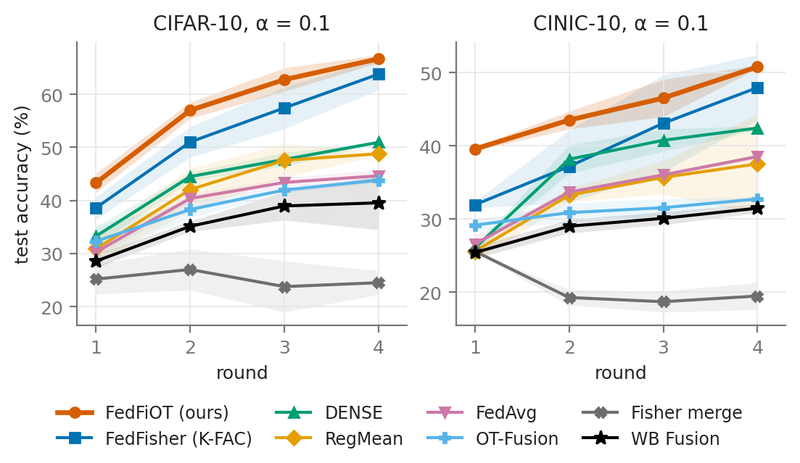 CIFAR-10, α = 0.1
CINIC-10, α = 0.1
test accuracy (%)
60
50
40
30
20
50
40
30
20
1 2 3 4
1 2 3 4
round
round
FedFiOT (ours)
DENSE
FedAvg
Fisher merge
FedFisher (K-FAC)
RegMean
OT-Fusion
WB Fusion